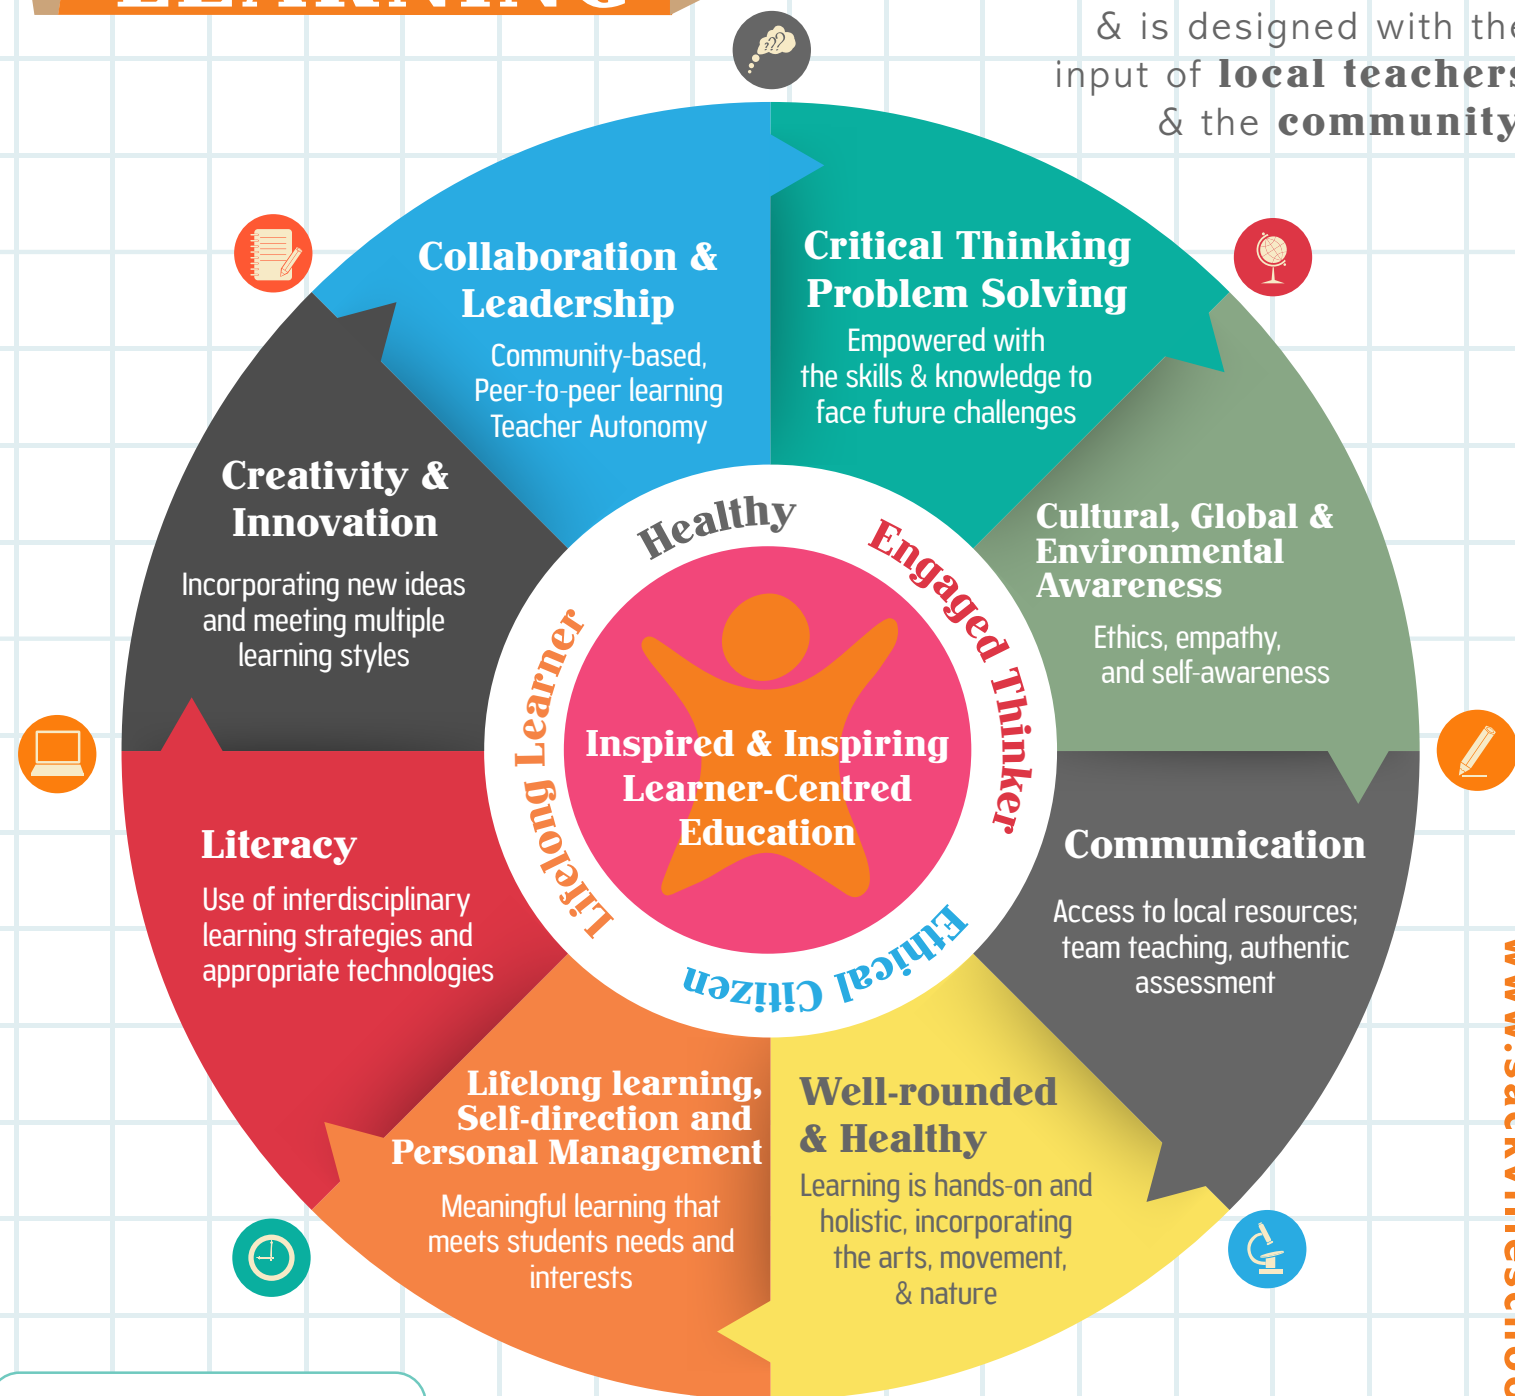 LEARNING
& is designed with the
input of local teachers
& the community
Collaboration &
Leadership
Community-based,
Peer-to-peer learning
Teacher Autonomy
Critical Thinking
Problem Solving
Empowered with
the skills & knowledge to
face future challenges
Cultural, Global &
Environmental
Awareness
Ethics, empathy,
and self-awareness
Communication
Access to local resources;
team teaching, authentic
assessment
Well-rounded
& Healthy
Learning is hands-on and
holistic, incorporating
the arts, movement,
& nature
Lifelong learning,
Self-direction and
Personal Management
Meaningful learning that
meets students needs and
interests
Literacy
Use of interdisciplinary
learning strategies and
appropriate technologies
Creativity &
Innovation
Incorporating new ideas
and meeting multiple
learning styles
Healthy
Engaged Thinker
Ethical Citizen
Lifelong Learner
Inspired & Inspiring
Learner-Centred
Education
???